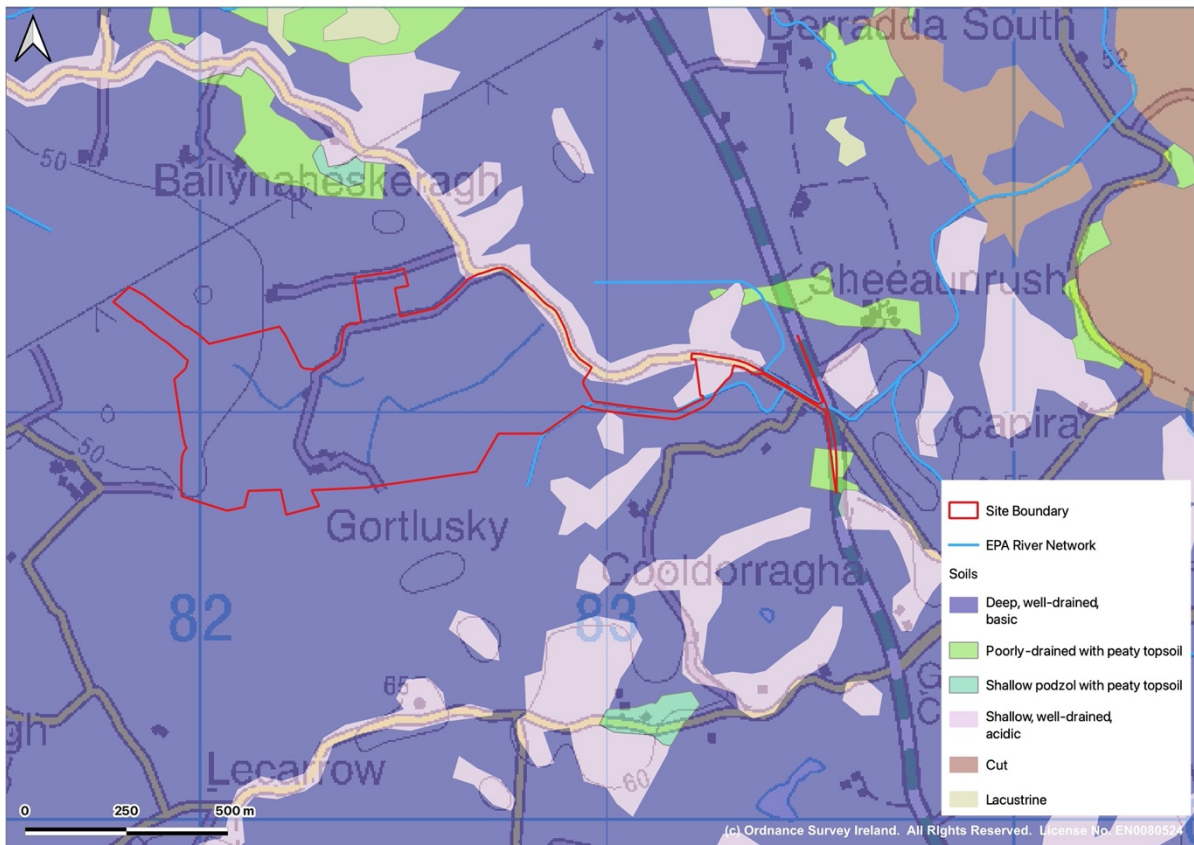 Derradda South
52
50
Ballynaheskeragh
Sheeaunrush
Capira
50
Gortlusky
Cooldorragha
82
83
65
60
Lecarrow
gh
0 250 500 m
Site Boundary
EPA River Network
Soils
Deep, well-drained,
basic
Poorly-drained with peaty topsoil
Shallow podzol with peaty topsoil
Shallow, well-drained,
acidic
Cut
Lacustrine
(c) Ordnance Survey Ireland. All Rights Reserved. License No. EN0080524